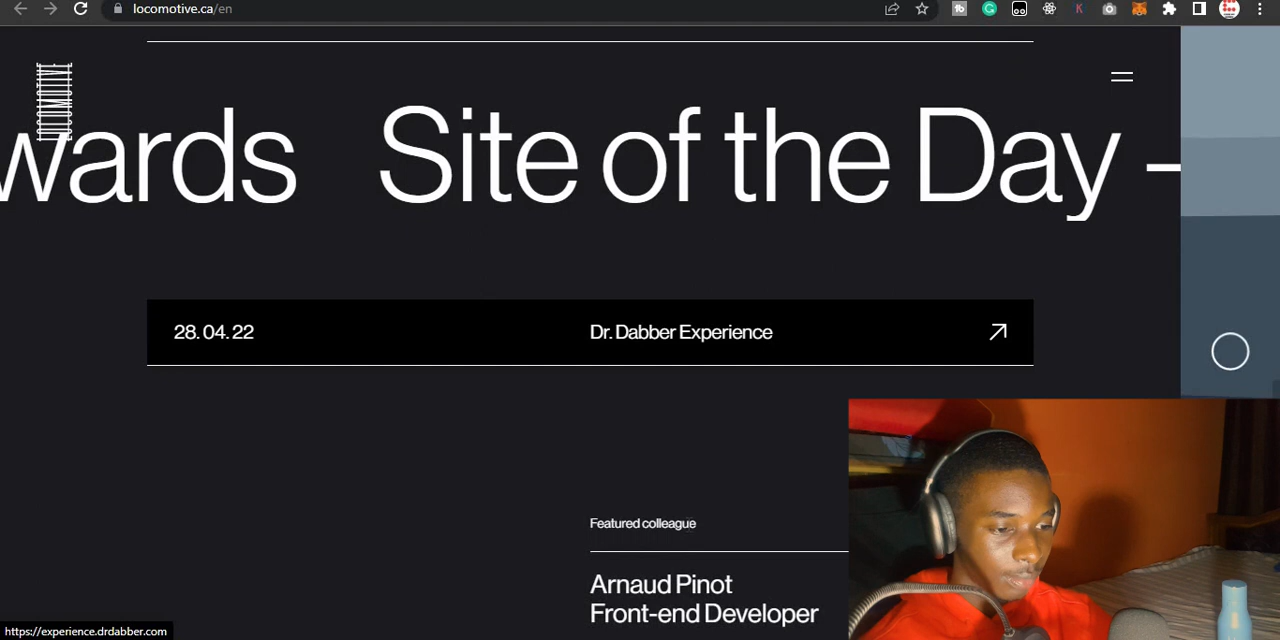 locomotive.ca/en
LOCOMOTIVE
wards Site of the Day –
28.04.22 Dr. Dabber Experience
Featured colleague
Arnaud Pinot
Front-end Developer
https://experience.drdabber.com